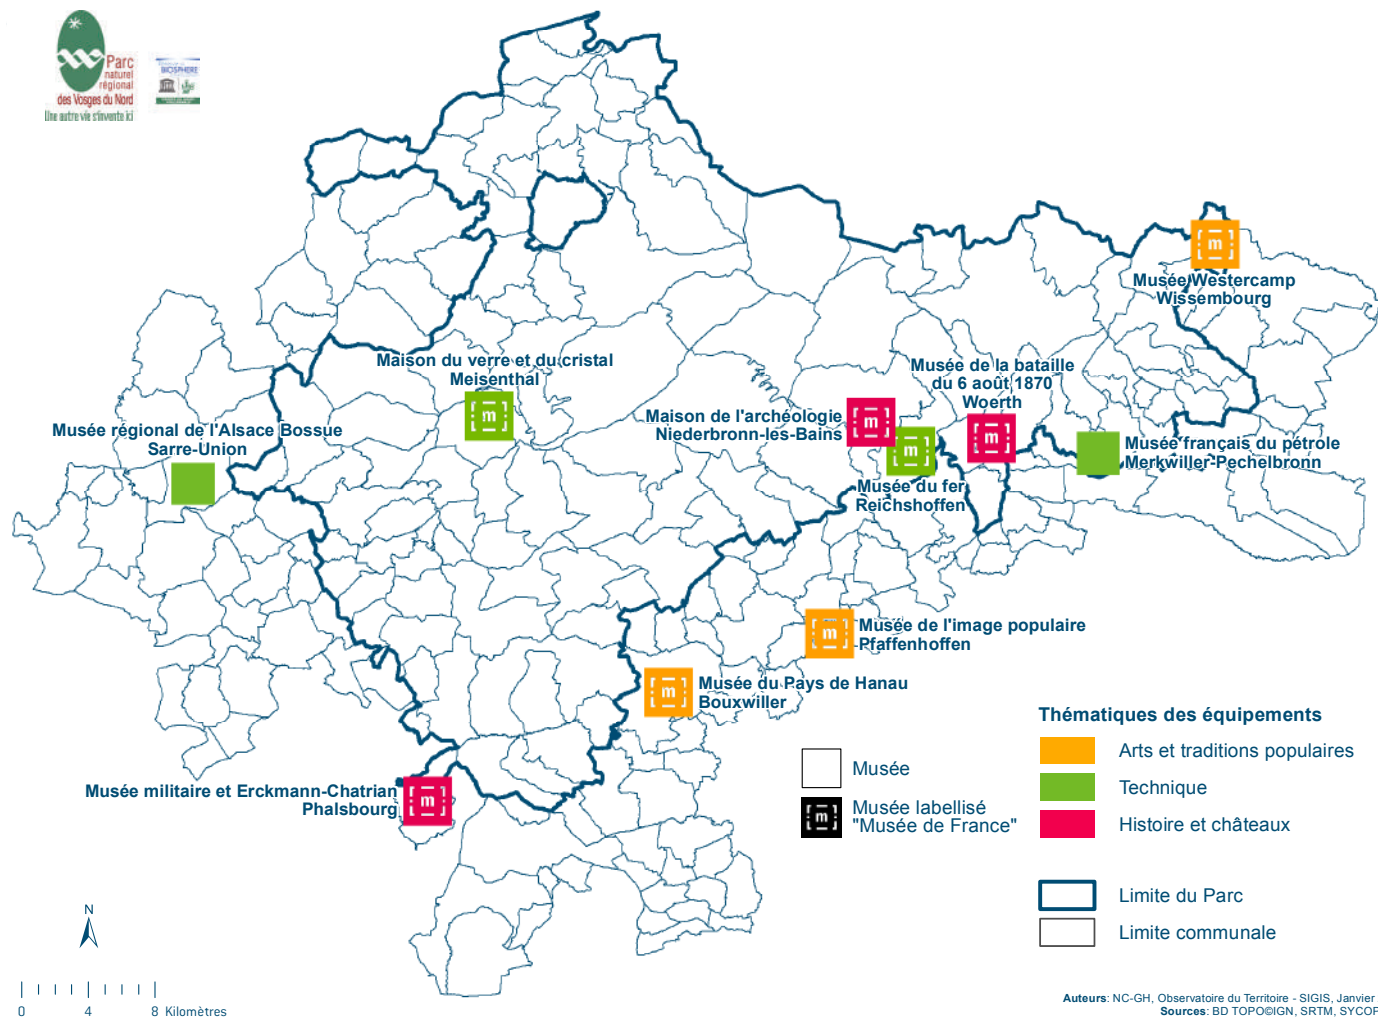 Parc
naturel
régional
des Vosges du Nord
Une autre vie s'invente ici
BIOSPHERE
Musée Westercamp
Wissembourg
Maison du verre et du cristal
Meisenthal
m
Musée de la bataille
du 6 août 1870
Woerth
Maison de l'archéologie
Niederbronn-les-Bains
m
m
m
m
Musée régional de l'Alsace Bossue
Sarre-Union
Musée français du pétrole
Merkwiller-Pechelbronn
Musée du fer
Reichshoffen
Musée de l'image populaire
Pfaffenhoffen
m
Musée du Pays de Hanau
Bouxwiller
m
Musée militaire et Erckmann-Chatrian
Phalsbourg
m
Thématiques des équipements
Arts et traditions populaires
Technique
Histoire et châteaux
Musée
m
Musée labellisé
"Musée de France"
Limite du Parc
Limite communale
N
0 4 8 Kilomètres
Auteurs: NC-GH, Observatoire du Territoire - SIGIS, Janvier
Sources: BD TOPO©IGN, SRTM, SYCOP